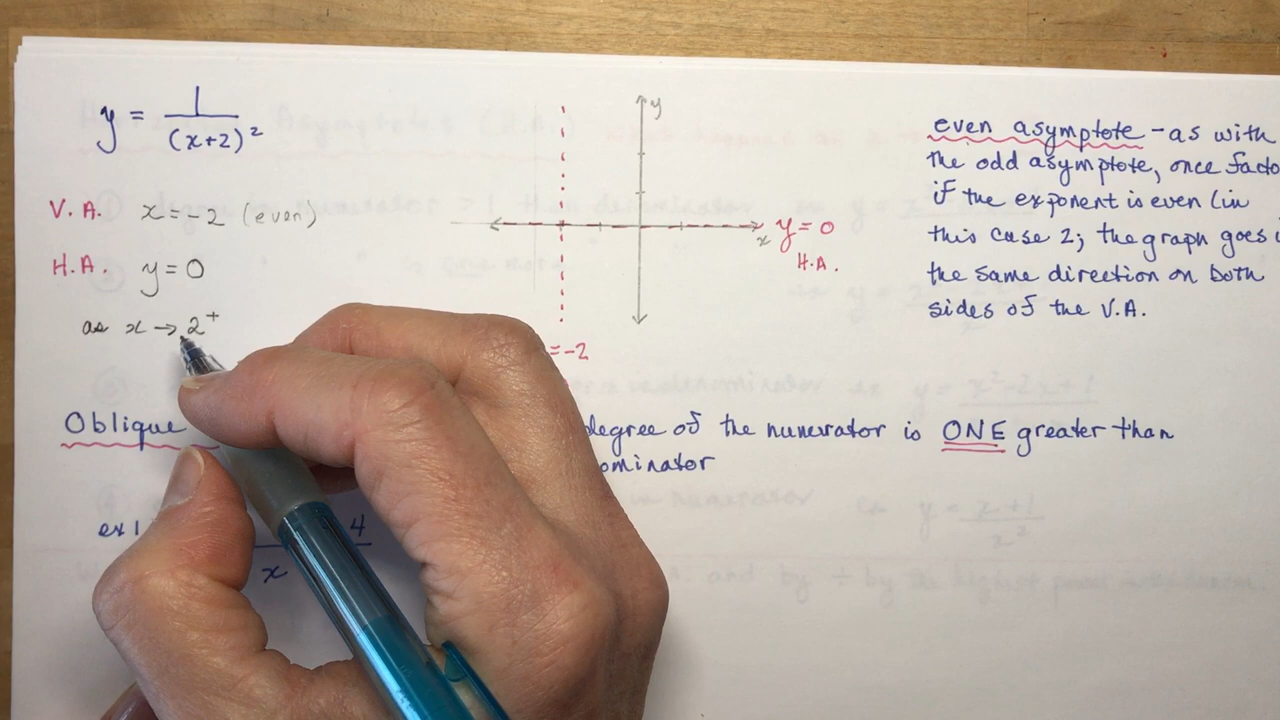 y = 1/(x+2)²
V.A. x = -2 (even)
H.A. y = 0
as x → 2⁺
y
x
y = 0
H.A.
= -2
even asymptote - as with
the odd asymptote, once facto
if the exponent is even (in
this case 2; the graph goes i
the same direction on both
sides of the V.A.
Oblique
degree of the numerator is ONE greater than
ominator
ex 1
4
x